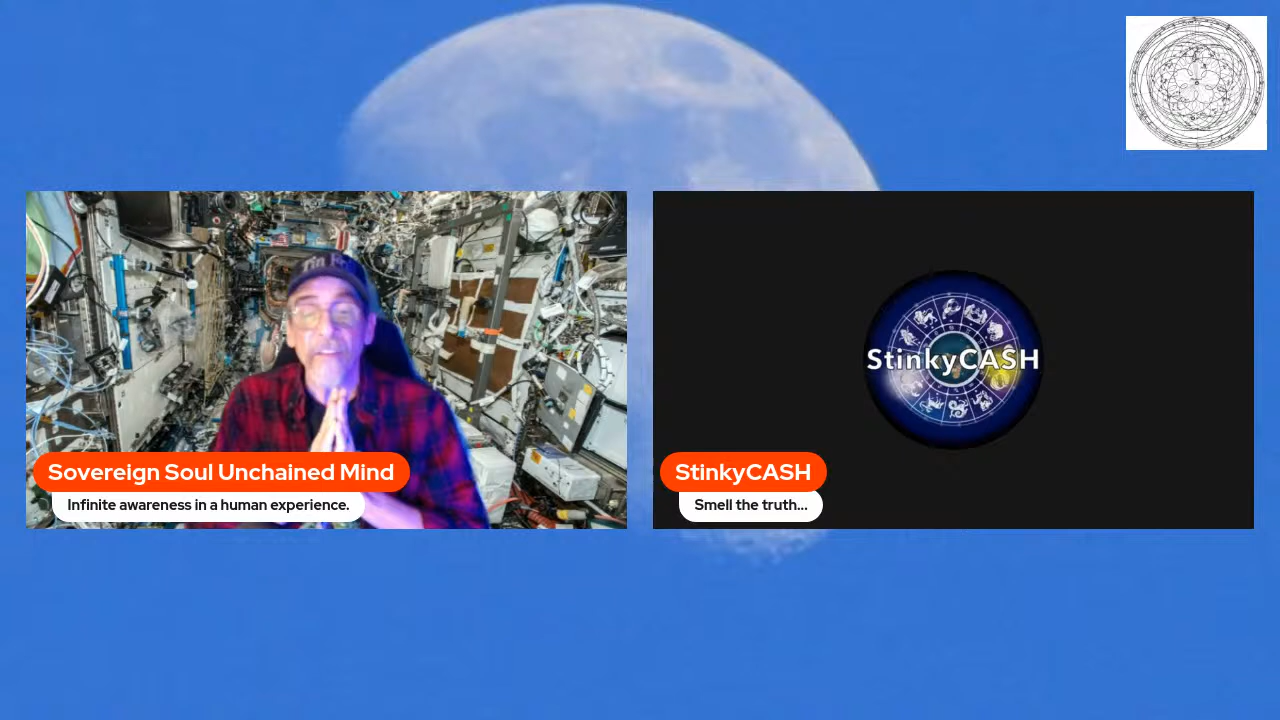 Sovereign Soul Unchained Mind
Infinite awareness in a human experience.
StinkyCASH
StinkyCASH
Smell the truth...